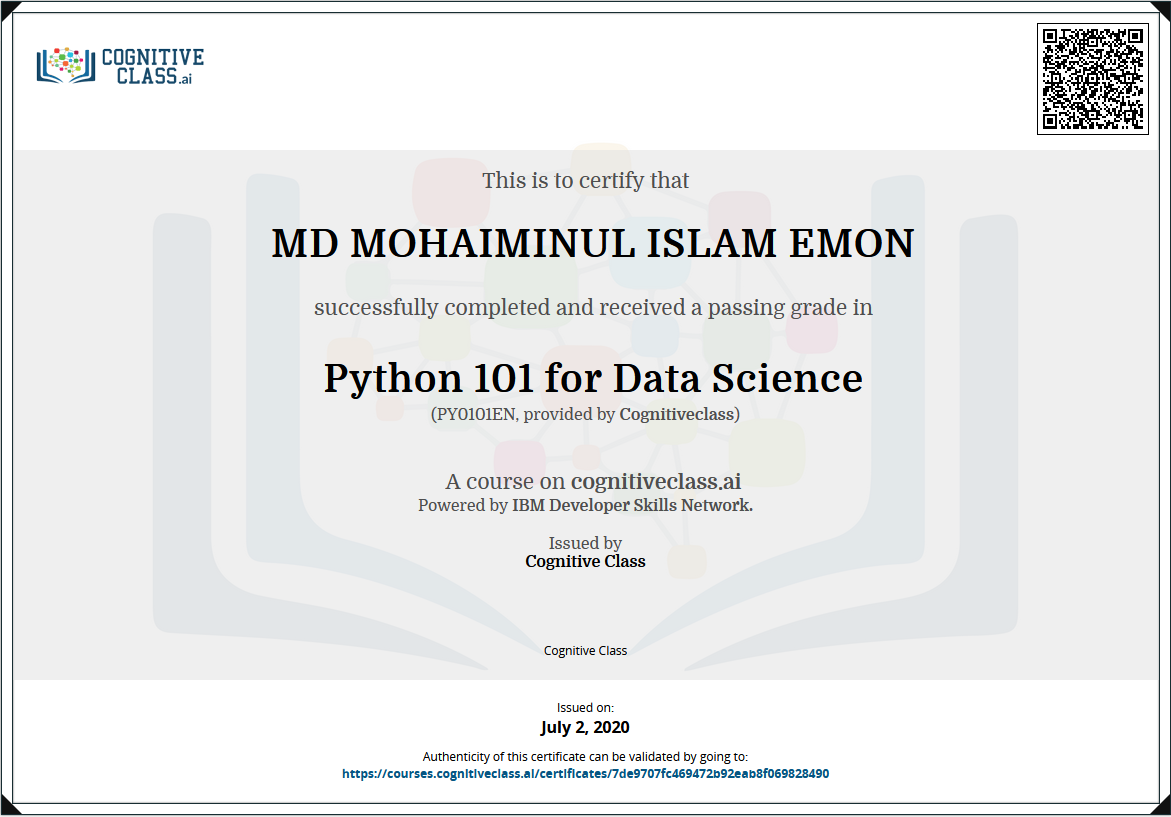 COGNITIVE
CLASS.ai
This is to certify that
MD MOHAIMINUL ISLAM EMON
successfully completed and received a passing grade in
Python 101 for Data Science
(PY0101EN, provided by Cognitiveclass)
A course on cognitiveclass.ai
Powered by IBM Developer Skills Network.
Issued by
Cognitive Class
Cognitive Class
Issued on:
July 2, 2020
Authenticity of this certificate can be validated by going to:
https://courses.cognitiveclass.ai/certificates/7de9707fc469472b92eab8f069828490